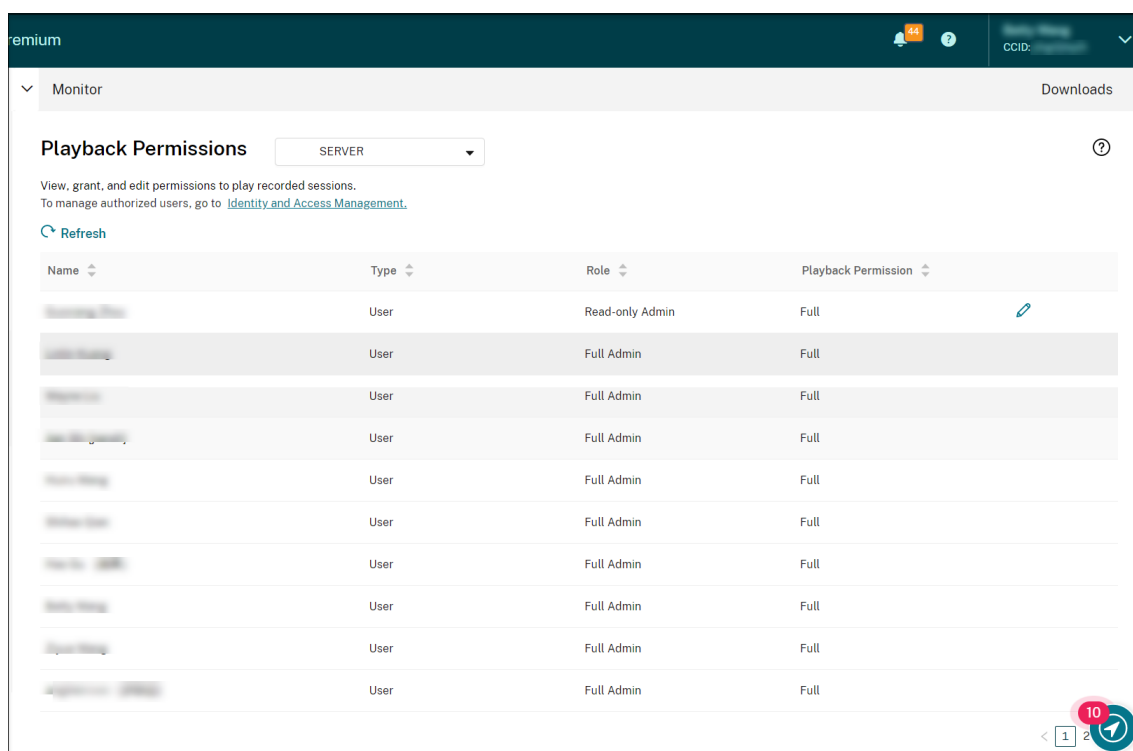 remium 44 ?
CCID:
Monitor Downloads
Playback Permissions SERVER ?
View, grant, and edit permissions to play recorded sessions.
To manage authorized users, go to Identity and Access Management.
Refresh
Name Type Role Playback Permission
User Read-only Admin Full
User Full Admin Full
User Full Admin Full
User Full Admin Full
User Full Admin Full
User Full Admin Full
User Full Admin Full
User Full Admin Full
User Full Admin Full
User Full Admin Full
10
< 1 2